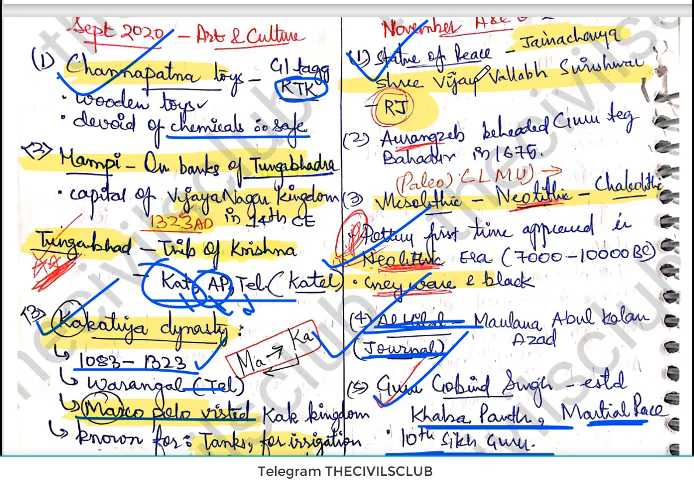 Sept 2020 - Art & Culture
(1) Channapatna toys - GI tagg
KTK
• wooden toys
• devoid of chemicals ∴ safe
(2) Hampi - On banks of Tungabhadra
• capital of Vijaya Nagar Kingdom
1323AD in 14th CE
Tungabhad - Trib of Krishna
- Kat, AP, Tel (Katel)
(3) Kakatiya dynasty :
↳ 1083 - 1323
Ma → Ka
↳ Warangal (Tel)
↳ Marco polo visted Kak kingdom
↳ known for : Tanks, for irrigation
November A&C
(1) Statue of Peace - Jainacharya
Shree Vijay Vallabh Surishwar
- RJ
(2) Aurangzeb beheaded Guru teg
Bahadur in 1675.
(Paleo) (LMU) →
(3) Mesolithic - Neolithic - Chalcolithic
• Pottery first time appeared in
Neolithic Era (7000 - 10000 BC)
• Grey ware & black
(4) Al Hilal Maulana Abul Kalam
(Journal) Azad
(5) Guru Gobind Singh - estd
Khalsa Panth, Martial Race
• 10th Sikh Guru.
Telegram THECIVILSCLUB